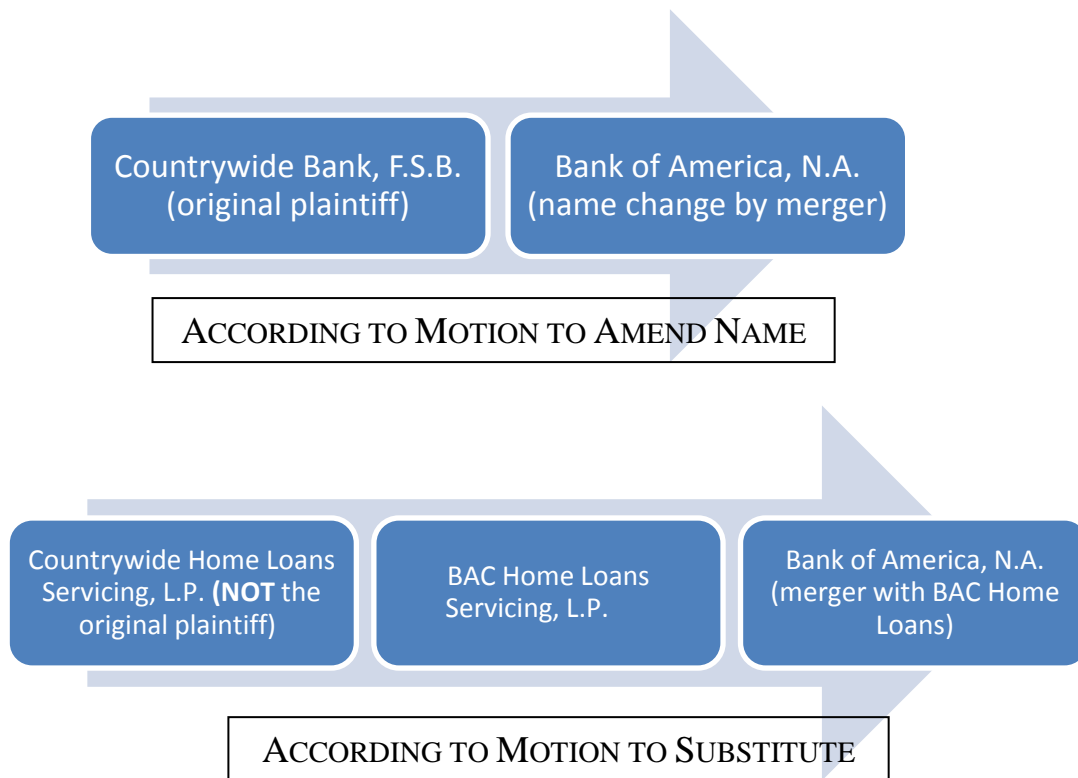 Countrywide Bank, F.S.B.
(original plaintiff)
Bank of America, N.A.
(name change by merger)
ACCORDING TO MOTION TO AMEND NAME
Countrywide Home Loans
Servicing, L.P. (NOT the
original plaintiff)
BAC Home Loans
Servicing, L.P.
Bank of America, N.A.
(merger with BAC Home
Loans)
ACCORDING TO MOTION TO SUBSTITUTE